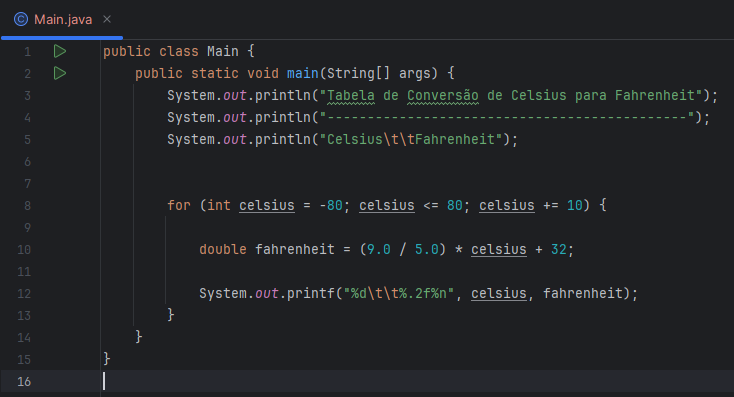 Main.java
1 public class Main {
2 public static void main(String[] args) {
3 System.out.println("Tabela de Conversão de Celsius para Fahrenheit");
4 System.out.println("---------------------------------------------");
5 System.out.println("Celsius\t\tFahrenheit");
6
7
8 for (int celsius = -80; celsius <= 80; celsius += 10) {
9
10 double fahrenheit = (9.0 / 5.0) * celsius + 32;
11
12 System.out.printf("%d\t\t%.2f%n", celsius, fahrenheit);
13 }
14 }
15 }
16